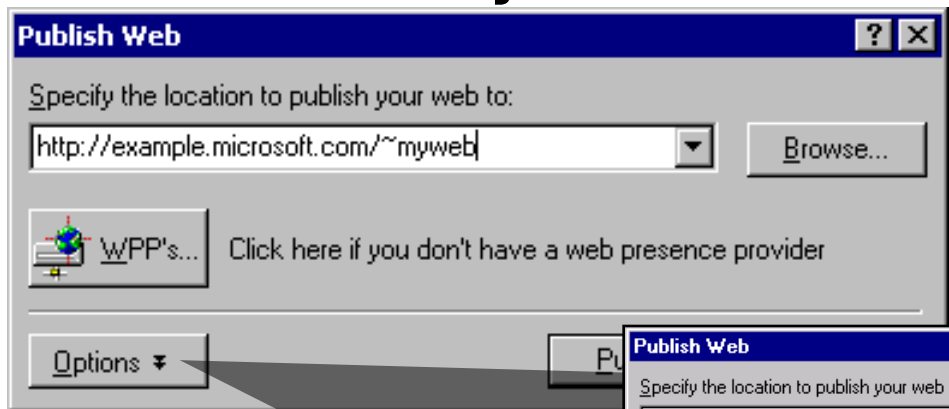 Publish Web
Specify the location to publish your web to:
http://example.microsoft.com/~myweb
Browse...
WPP's...
Click here if you don't have a web presence provider
Options
Publish Web
Specify the location to publish your web